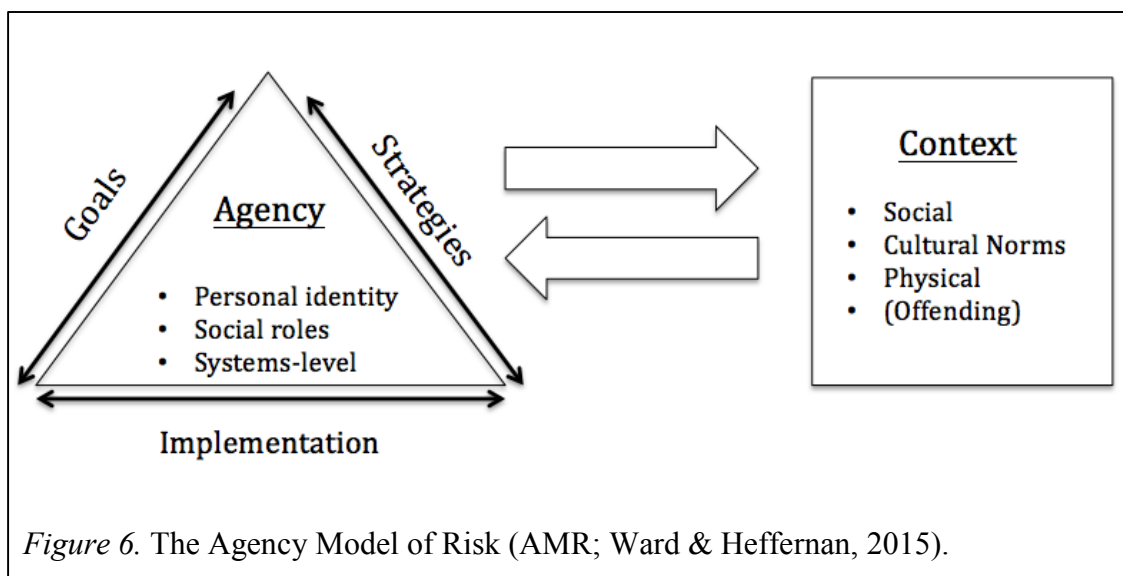 Goals
Strategies
Agency
• Personal identity
• Social roles
• Systems-level
Implementation
Context
• Social
• Cultural Norms
• Physical
• (Offending)
Figure 6. The Agency Model of Risk (AMR; Ward & Heffernan, 2015).